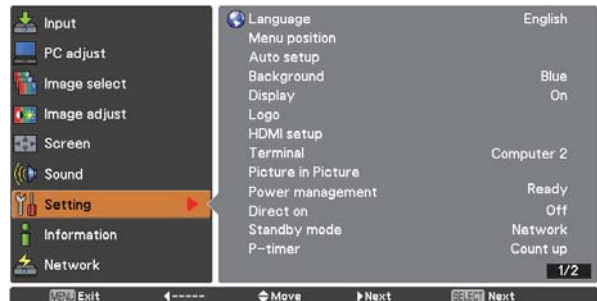 Input
PC adjust
Image select
Image adjust
Screen
Sound
Setting
Information
Network
Language English
Menu position
Auto setup
Background Blue
Display On
Logo
HDMI setup
Terminal Computer 2
Picture in Picture
Power management Ready
Direct on Off
Standby mode Network
P-timer Count up
1/2
MENU Exit ◀----- Move ▶Next SELECT Next